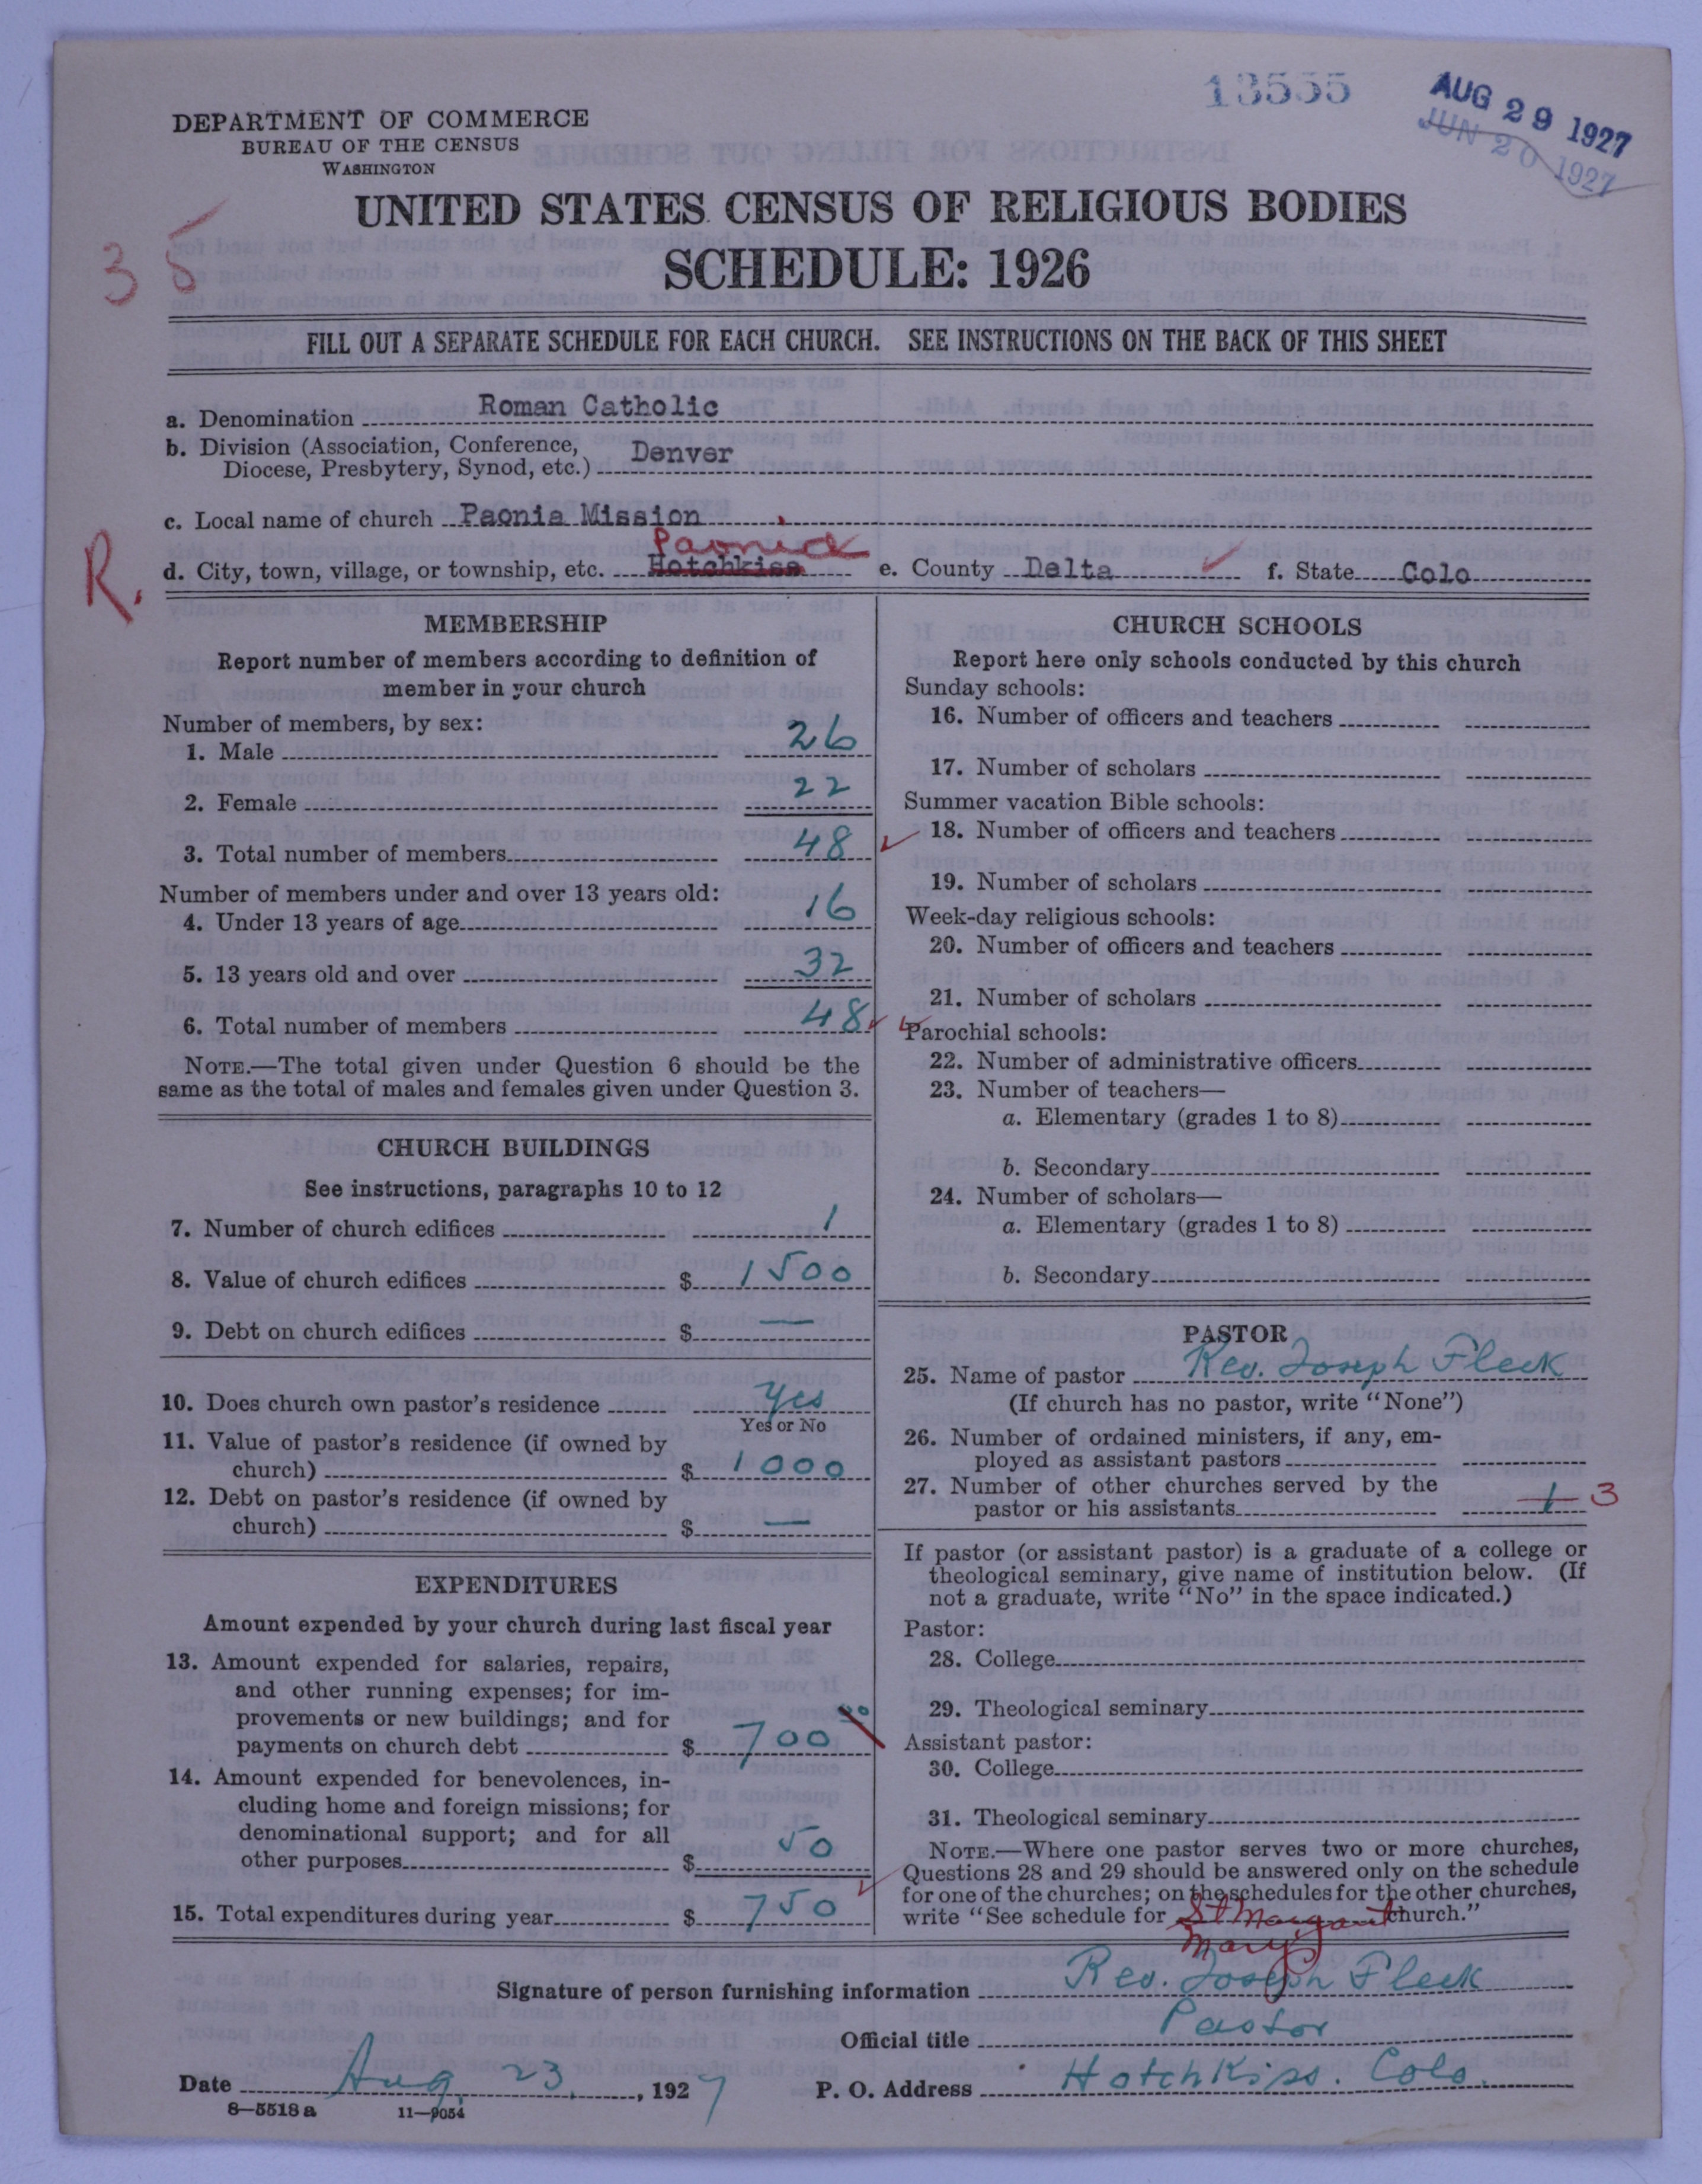 13555
AUG 29 1927
JUN 20 1927
DEPARTMENT OF COMMERCE
BUREAU OF THE CENSUS
WASHINGTON
UNITED STATES CENSUS OF RELIGIOUS BODIES
35
SCHEDULE: 1926
FILL OUT A SEPARATE SCHEDULE FOR EACH CHURCH. SEE INSTRUCTIONS ON THE BACK OF THIS SHEET
a. Denomination Roman Catholic
b. Division (Association, Conference,
Diocese, Presbytery, Synod, etc.) Denver
c. Local name of church Paonia Mission
Paonia
R.
d. City, town, village, or township, etc. Hotchkiss e. County Delta f. State Colo
MEMBERSHIP
Report number of members according to definition of
member in your church
Number of members, by sex:
1. Male 26
2. Female 22
3. Total number of members 48
Number of members under and over 13 years old:
4. Under 13 years of age 16
5. 13 years old and over 32
6. Total number of members 48
NOTE.—The total given under Question 6 should be the
same as the total of males and females given under Question 3.
CHURCH BUILDINGS
See instructions, paragraphs 10 to 12
7. Number of church edifices 1
8. Value of church edifices $ 1500
9. Debt on church edifices $ —
10. Does church own pastor's residence yes
Yes or No
11. Value of pastor's residence (if owned by
church) $ 1000
12. Debt on pastor's residence (if owned by
church) $ —
EXPENDITURES
Amount expended by your church during last fiscal year
13. Amount expended for salaries, repairs,
and other running expenses; for im-
provements or new buildings; and for
payments on church debt $ 700 00
14. Amount expended for benevolences, in-
cluding home and foreign missions; for
denominational support; and for all
other purposes $ 50
15. Total expenditures during year $ 750
CHURCH SCHOOLS
Report here only schools conducted by this church
Sunday schools:
16. Number of officers and teachers
17. Number of scholars
Summer vacation Bible schools:
18. Number of officers and teachers
19. Number of scholars
Week-day religious schools:
20. Number of officers and teachers
21. Number of scholars
Parochial schools:
22. Number of administrative officers
23. Number of teachers—
a. Elementary (grades 1 to 8)
b. Secondary
24. Number of scholars—
a. Elementary (grades 1 to 8)
b. Secondary
PASTOR
25. Name of pastor Rev. Joseph Fleck
(If church has no pastor, write "None")
26. Number of ordained ministers, if any, em-
ployed as assistant pastors
27. Number of other churches served by the
pastor or his assistants 1 3
If pastor (or assistant pastor) is a graduate of a college or
theological seminary, give name of institution below. (If
not a graduate, write "No" in the space indicated.)
Pastor:
28. College
29. Theological seminary
Assistant pastor:
30. College
31. Theological seminary
NOTE.—Where one pastor serves two or more churches,
Questions 28 and 29 should be answered only on the schedule
for one of the churches; on the schedules for the other churches,
write "See schedule for St Margaret church."
Marys
Signature of person furnishing information Rev. Joseph Fleck
Official title Pastor
Date Aug. 23, 1927 P. O. Address Hotchkiss. Colo.
8—5518a 11—9054